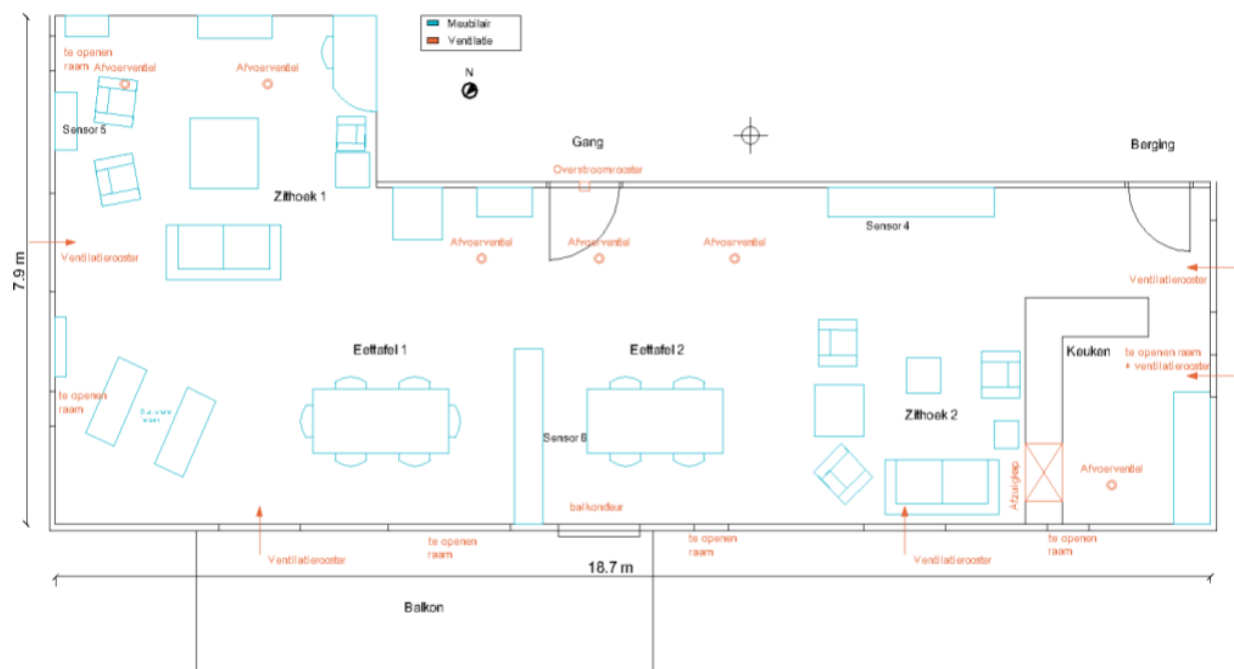 Meubilair
Ventilatie
N
te openen
raam
Afvoerventiel
Afvoerventiel
Sensor 5
Zithoek 1
Gang
Overstroomrooster
Berging
Sensor 4
Afvoerventiel
Afvoerventiel
Afvoerventiel
Ventilatierooster
Ventilatierooster
7.9 m
Eettafel 1
Eettafel 2
Keuken
te openen raam
+ ventilatierooster
te openen
raam
Zithoek 2
Sensor 6
Afzuigkap
Afvoerventiel
balkondeur
te openen
raam
te openen
raam
te openen
raam
Ventilatierooster
Ventilatierooster
18.7 m
Balkon